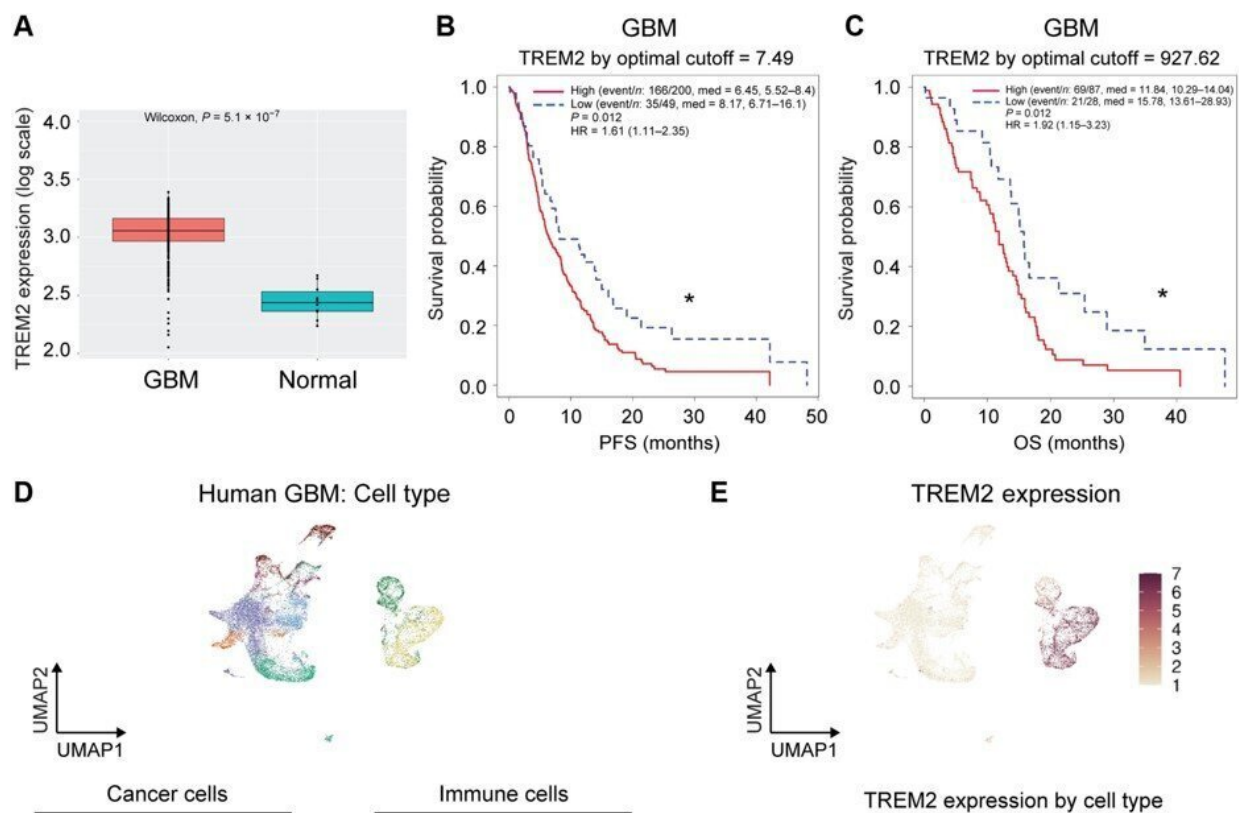 A
Wilcoxon, P = 5.1 × 10⁻⁷
TREM2 expression (log scale)
4.0
3.5
3.0
2.5
2.0
GBM
Normal
B
GBM
TREM2 by optimal cutoff = 7.49
High (event/n: 166/200, med = 6.45, 5.52–8.4)
Low (event/n: 35/49, med = 8.17, 6.71–16.1)
P = 0.012
HR = 1.61 (1.11–2.35)
Survival probability
1.0
0.8
0.6
0.4
0.2
0.0
*
0 10 20 30 40 50
PFS (months)
C
GBM
TREM2 by optimal cutoff = 927.62
High (event/n: 69/87, med = 11.84, 10.29–14.04)
Low (event/n: 21/28, med = 15.78, 13.61–28.93)
P = 0.012
HR = 1.92 (1.15–3.23)
Survival probability
1.0
0.8
0.6
0.4
0.2
0.0
*
0 10 20 30 40
OS (months)
D
Human GBM: Cell type
UMAP2
UMAP1
Cancer cells
Immune cells
E
TREM2 expression
7
6
5
4
3
2
1
UMAP2
UMAP1
TREM2 expression by cell type